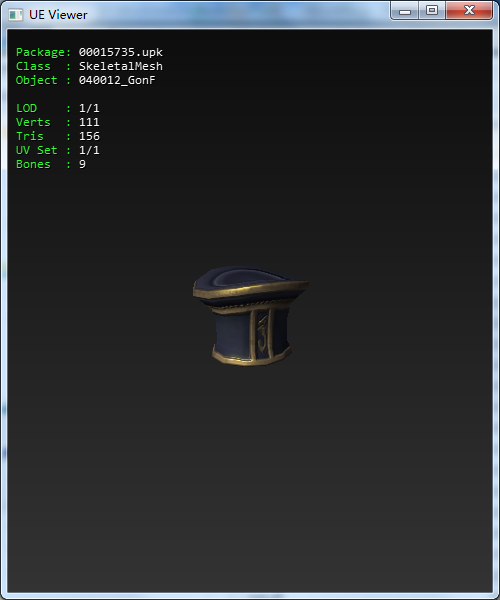 UE Viewer
Package: 00015735.upk
Class  : SkeletalMesh
Object : 040012_GonF
LOD    : 1/1
Verts  : 111
Tris   : 156
UV Set : 1/1
Bones  : 9